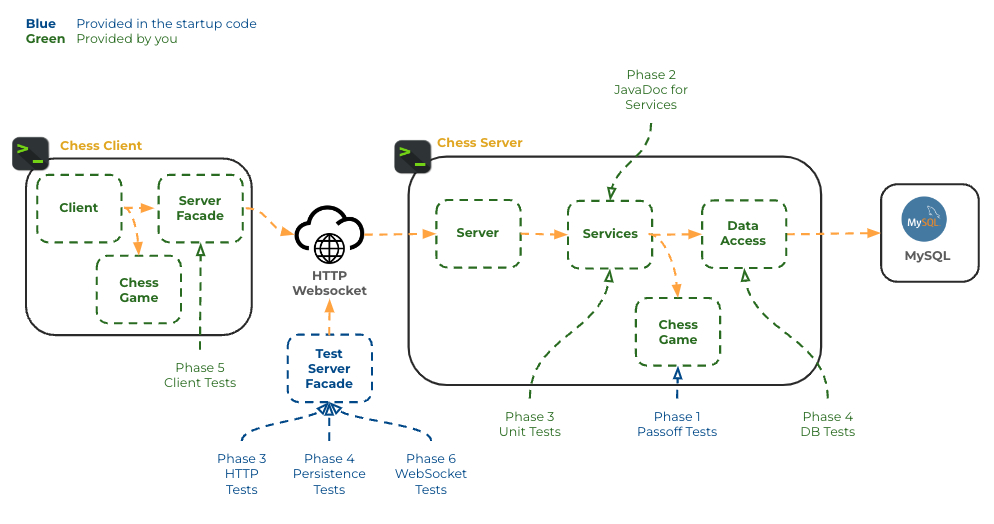 Blue Provided in the startup code
Green Provided by you
Phase 2
JavaDoc for
Services
>_ Chess Client
>_ Chess Server
Client
Server
Facade
Chess
Game
HTTP
Websocket
Server
Services
Data
Access
Chess
Game
MySQL
MySQL
Test
Server
Facade
Phase 5
Client Tests
Phase 3
Unit Tests
Phase 1
Passoff Tests
Phase 4
DB Tests
Phase 3
HTTP
Tests
Phase 4
Persistence
Tests
Phase 6
WebSocket
Tests